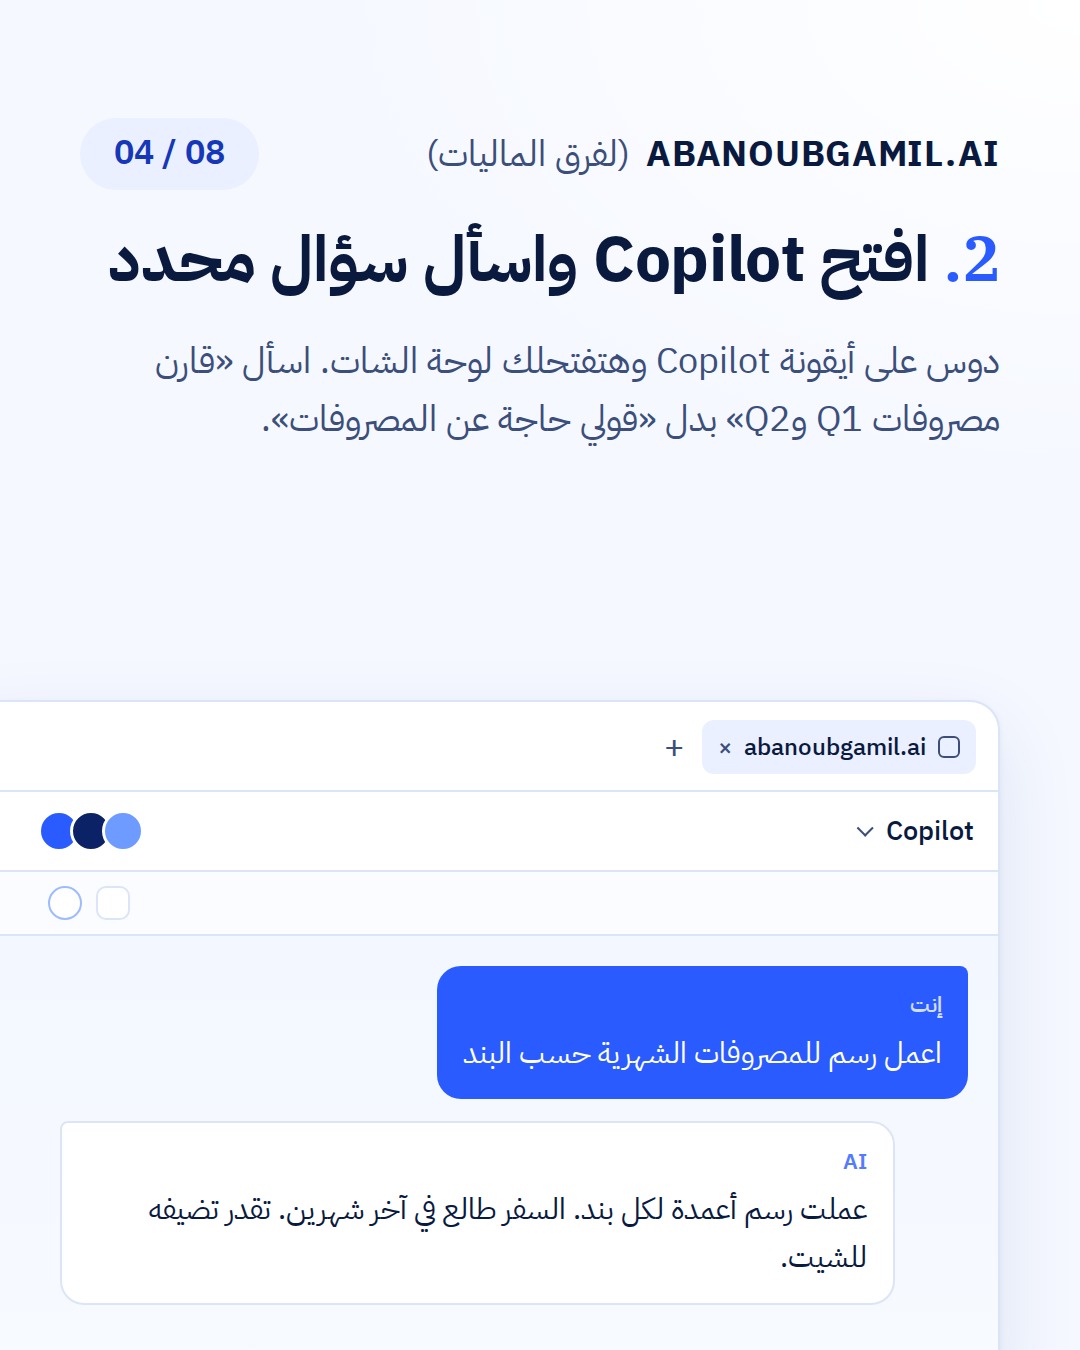 ABANOUBGAMIL.AI (لفرق الماليات)
04 / 08
2. افتح Copilot واسأل سؤال محدد
دوس على أيقونة Copilot وهتفتحلك لوحة الشات. اسأل «قارن
مصروفات Q1 وQ2» بدل «قولي حاجة عن المصروفات».
abanoubgamil.ai × +
Copilot
إنت
اعمل رسم للمصروفات الشهرية حسب البند
AI
عملت رسم أعمدة لكل بند. السفر طالع في آخر شهرين. تقدر تضيفه
للشيت.